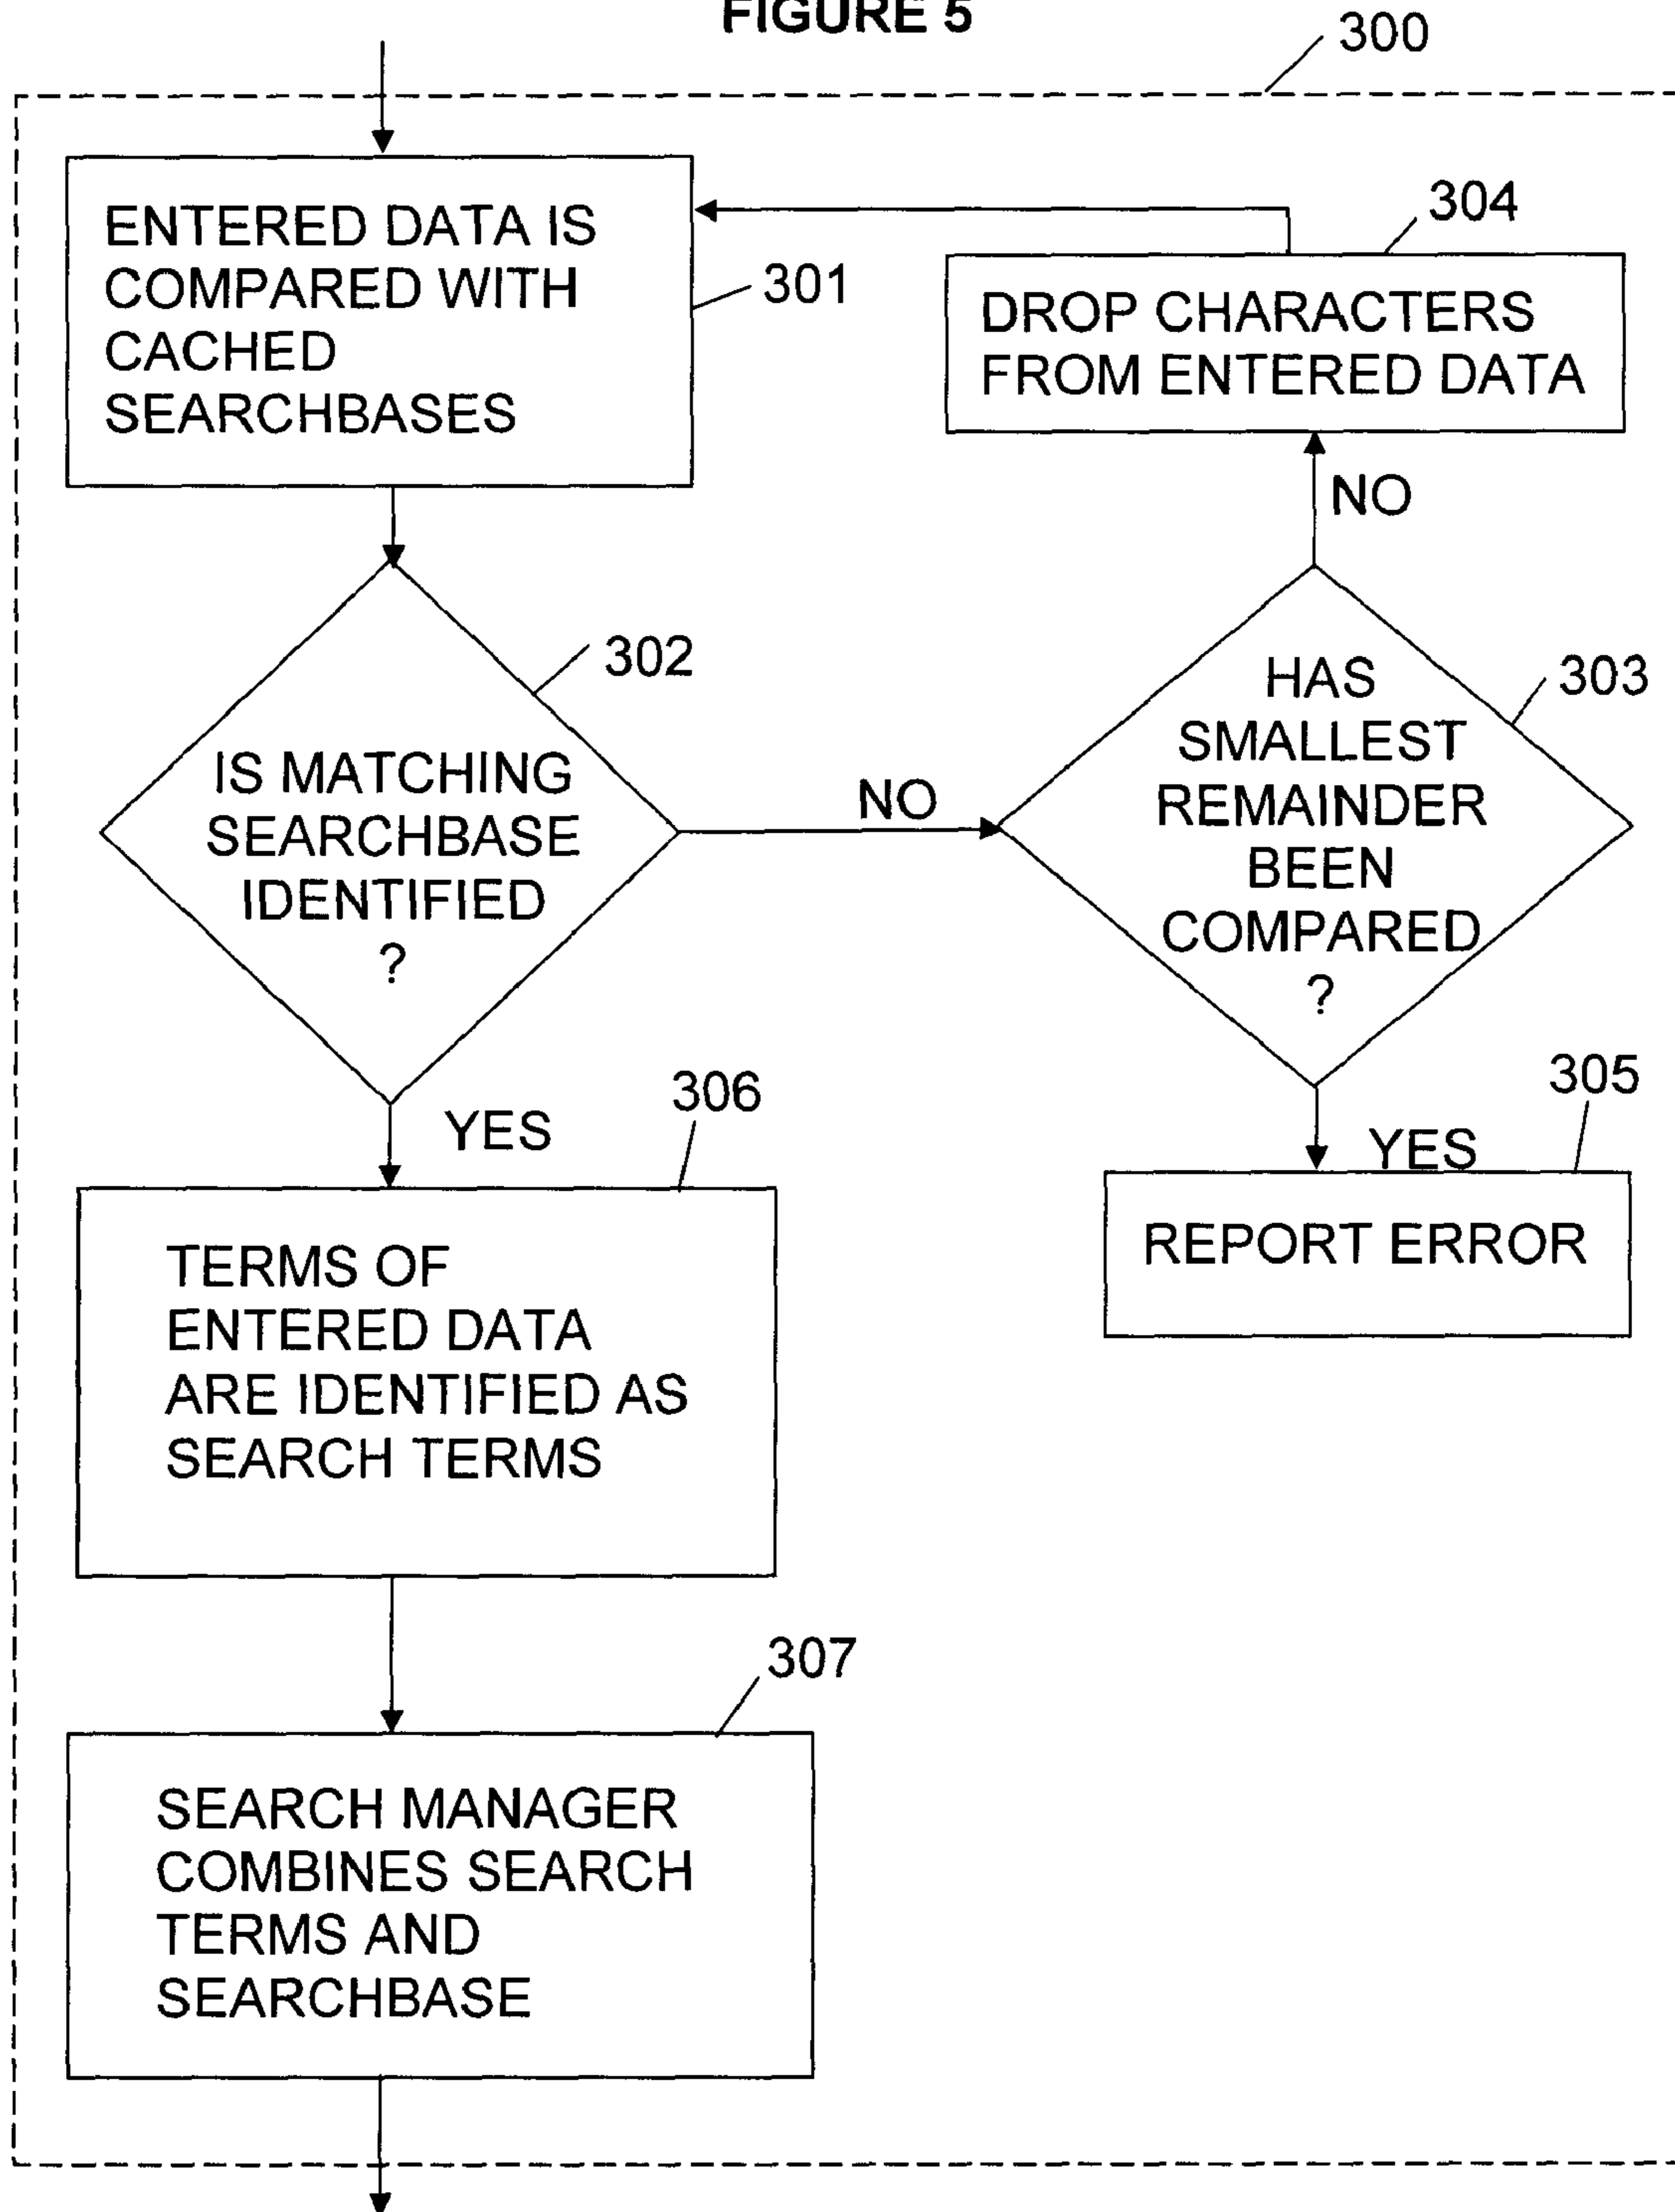 FIGURE 5
300
ENTERED DATA IS
COMPARED WITH
CACHED
SEARCHBASES
301
304
DROP CHARACTERS
FROM ENTERED DATA
NO
302
IS MATCHING
SEARCHBASE
IDENTIFIED
?
NO
303
HAS
SMALLEST
REMAINDER
BEEN
COMPARED
?
YES
306
YES
305
REPORT ERROR
TERMS OF
ENTERED DATA
ARE IDENTIFIED AS
SEARCH TERMS
307
SEARCH MANAGER
COMBINES SEARCH
TERMS AND
SEARCHBASE